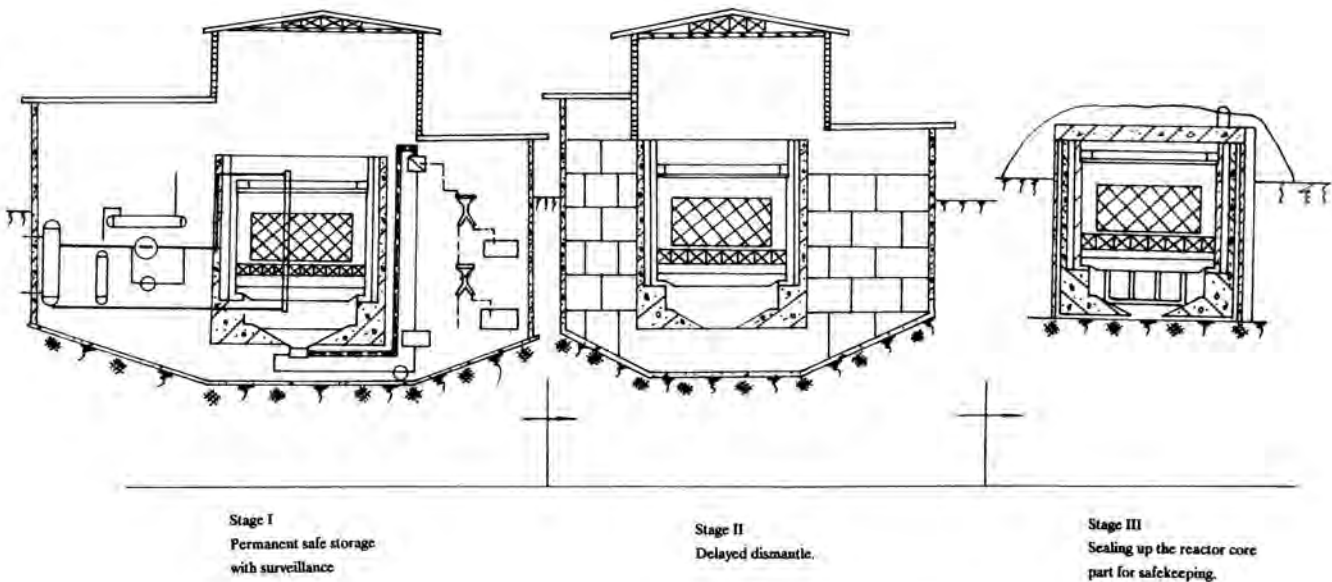 Stage I
Permanent safe storage
with surveillance
Stage II
Delayed dismantle.
Stage III
Sealing up the reactor core
part for safekeeping.